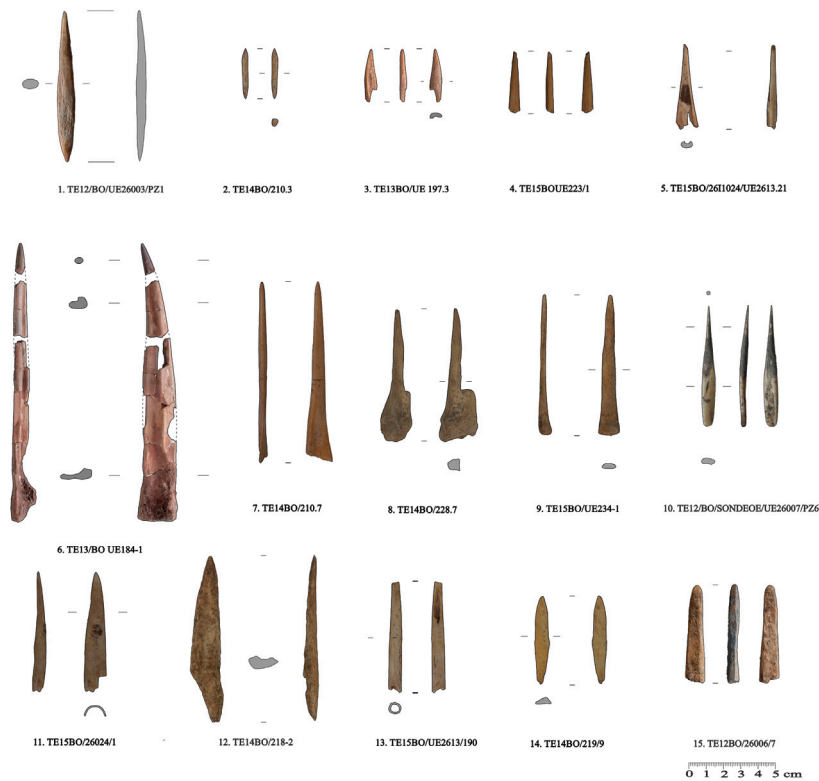 1. TE12/BO/UE26003/PZ1
2. TE14BO/210.3
3. TE13BO/UE 197.3
4. TE15BOUE223/1
5. TE15BO/26I1024/UE2613.21
6. TE13/BO UE184-1
7. TE14BO/210.7
8. TE14BO/228.7
9. TE15BO/UE234-1
10. TE12/BO/SONDEOE/UE26007/PZ6
11. TE15BO/26024/1
12. TE14BO/218-2
13. TE15BO/UE2613/190
14. TE14BO/219/9
15. TE12BO/26006/7
0 1 2 3 4 5 cm